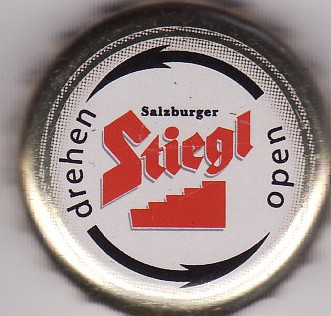 Salzburger
Stiegl
drehen
open